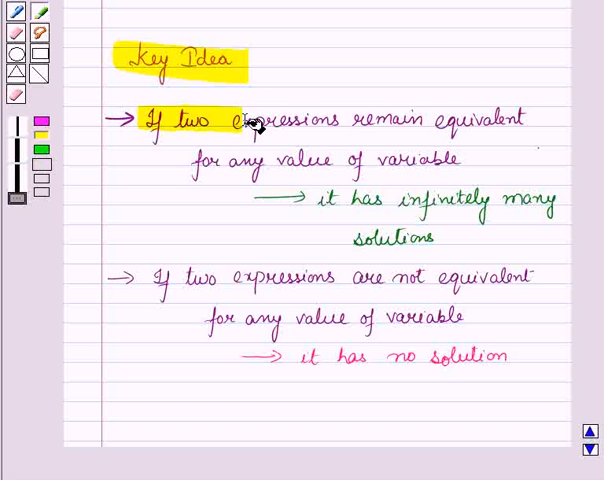 Key Idea
→ If two expressions remain equivalent
for any value of variable
→ it has infinitely many
solutions
→ If two expressions are not equivalent
for any value of variable
→ it has no solution